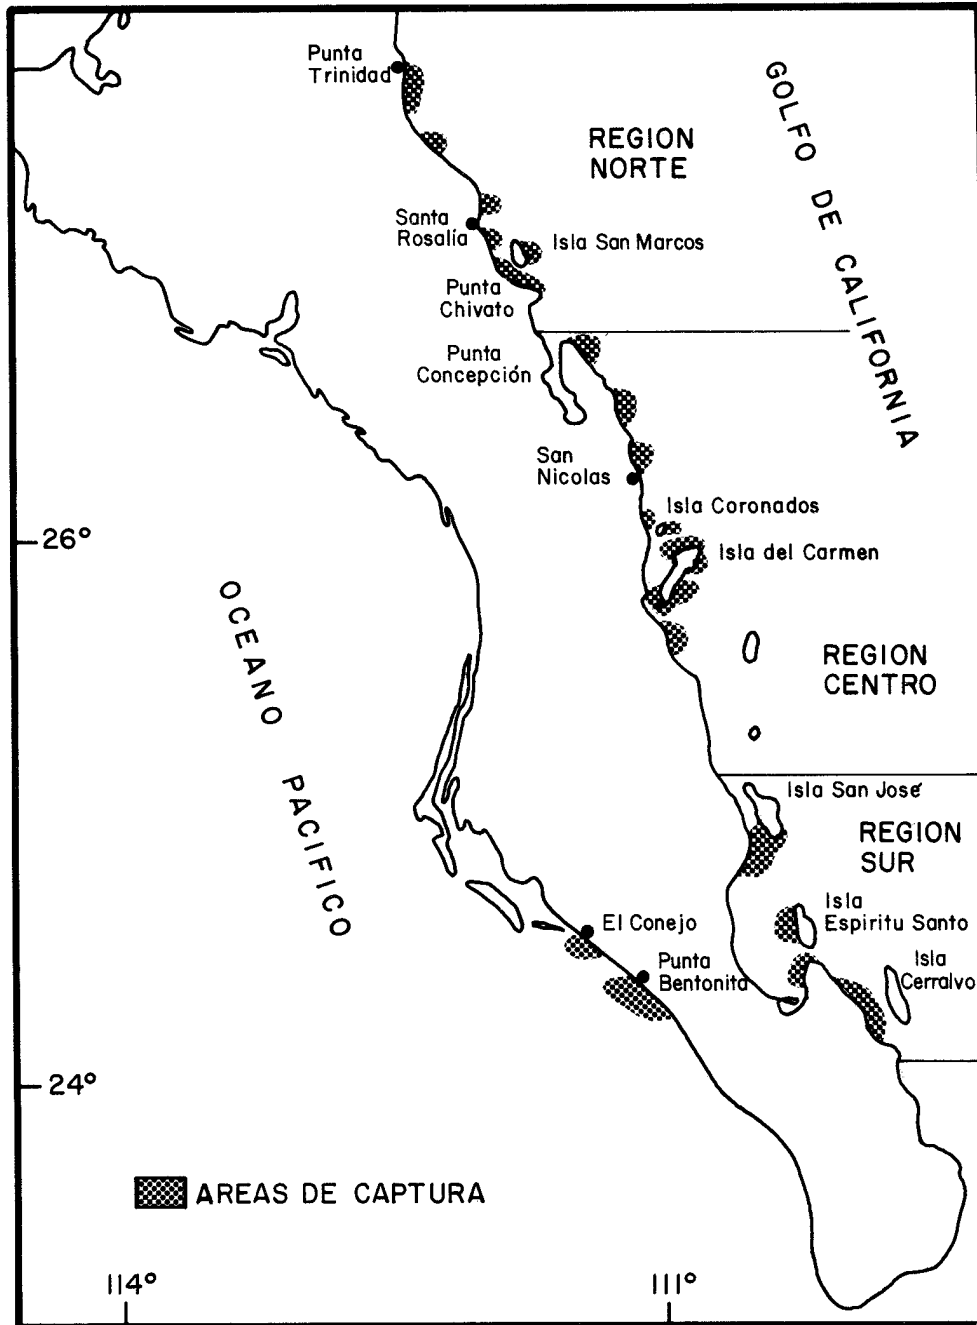 Punta
Trinidad
GOLFO DE CALIFORNIA
REGION
NORTE
Santa
Rosalía
Isla San Marcos
Punta
Chivato
Punta
Concepción
San
Nicolas
Isla Coronados
26°
Isla del Carmen
OCEANO PACIFICO
REGION
CENTRO
Isla San José
REGION
SUR
Isla
Espiritu Santo
El Conejo
Isla
Cerralvo
Punta
Bentonita
24°
AREAS DE CAPTURA
114°
111°